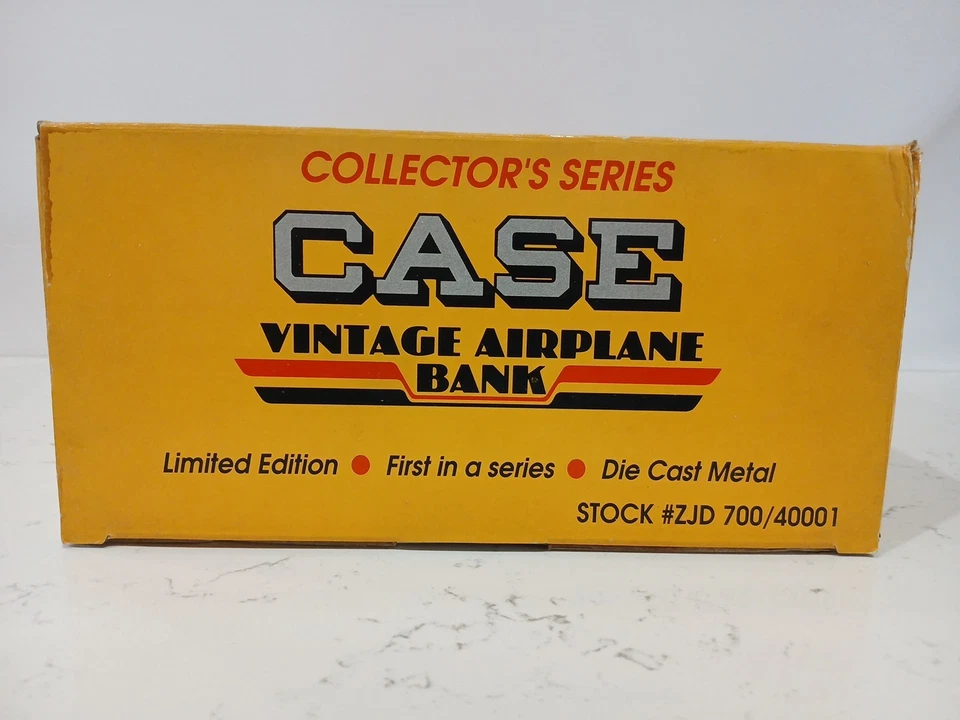 COLLECTOR'S SERIES
CASE
VINTAGE AIRPLANE
BANK
Limited Edition ● First in a series ● Die Cast Metal
STOCK #ZJD 700/40001